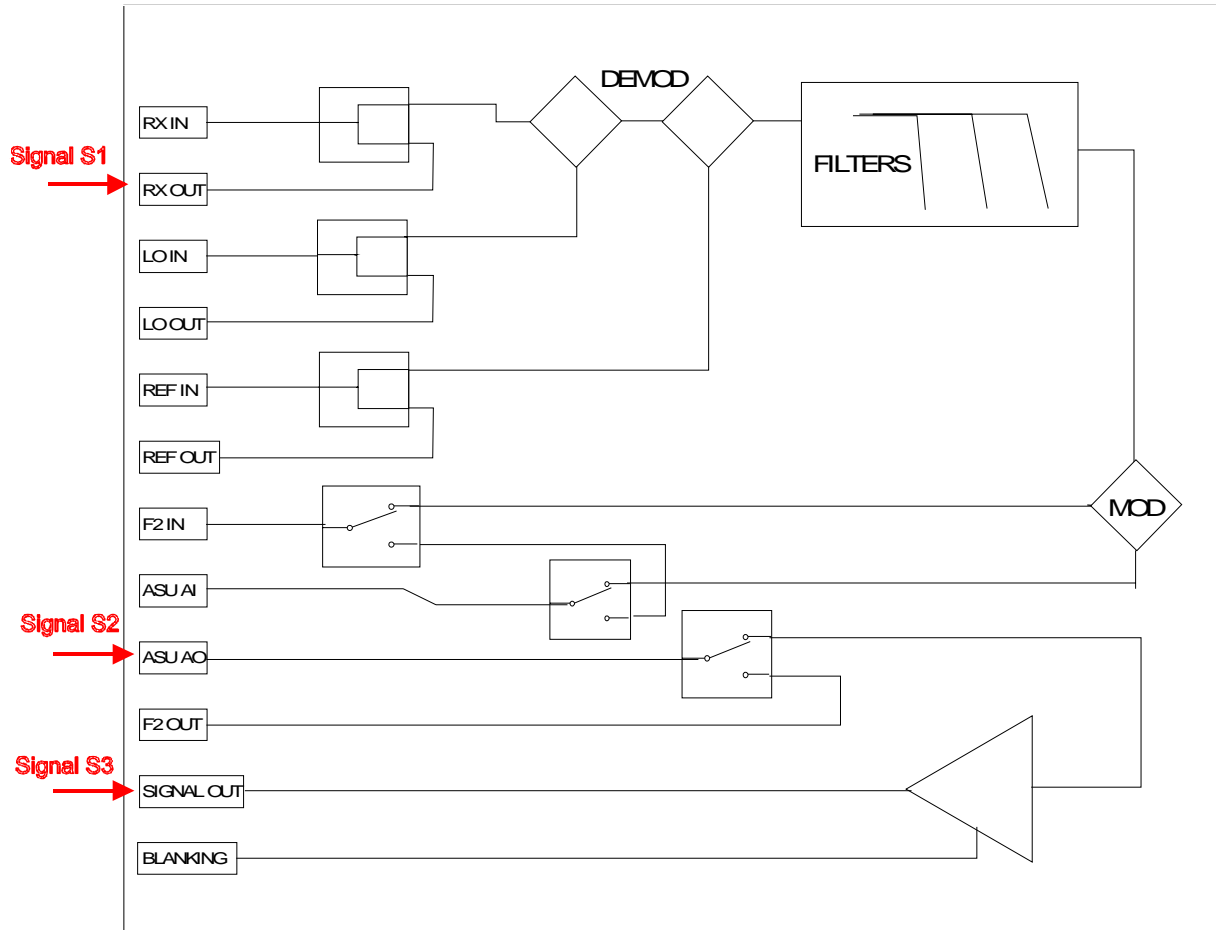 DEMOD
RX IN
FILTERS
Signal S1
RX OUT
LO IN
LO OUT
REF IN
REF OUT
MOD
F2 IN
ASU AI
Signal S2
ASU AO
F2 OUT
Signal S3
SIGNAL OUT
BLANKING